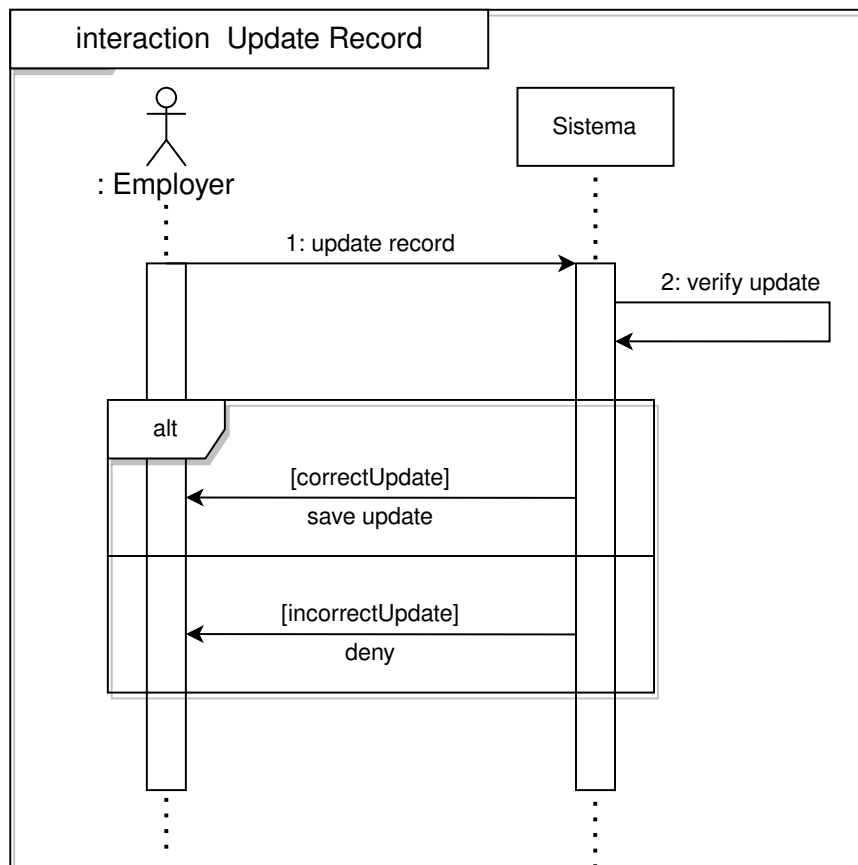 interaction  Update Record
: Employer
Sistema
1: update record
2: verify update
alt
[correctUpdate]
save update
[incorrectUpdate]
deny